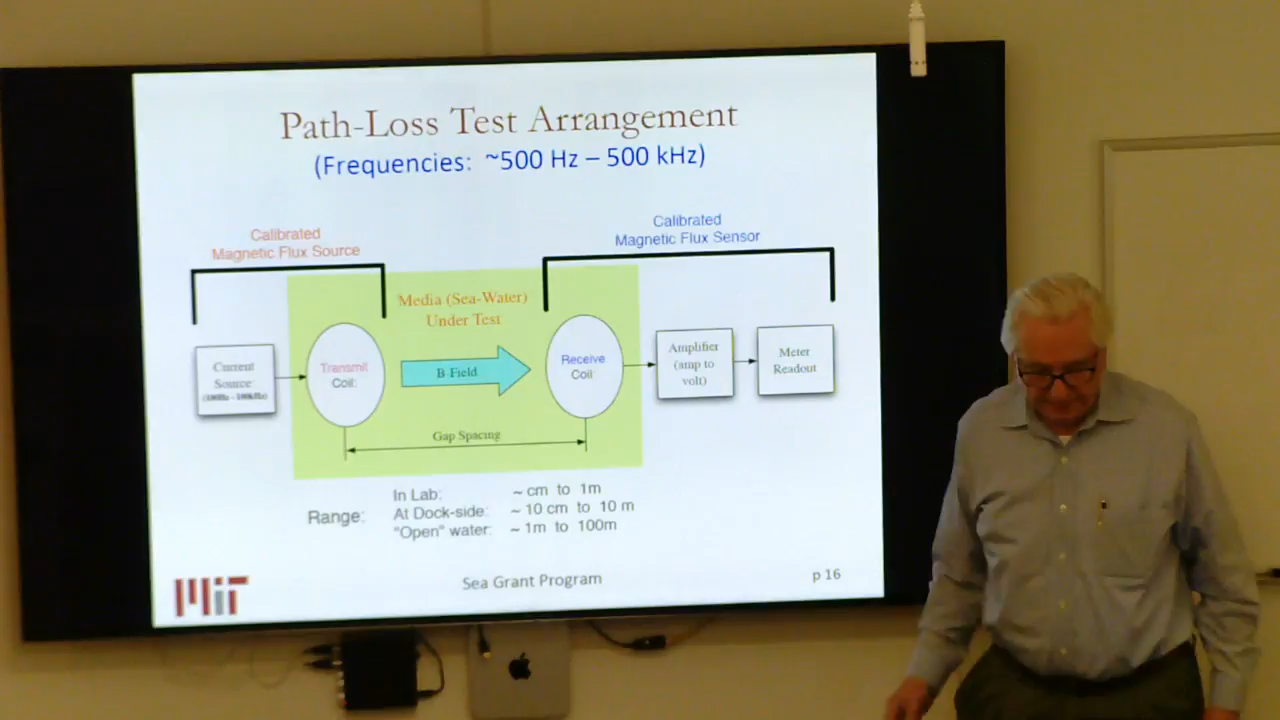 Path-Loss Test Arrangement
(Frequencies: ~500 Hz – 500 kHz)
Calibrated
Magnetic Flux Source
Calibrated
Magnetic Flux Sensor
Media (Sea-Water)
Under Test
Current
Source:
Transmit
Coil:
B-Field
Receive
Coil:
Amplifier
(amp to
volt)
Meter
Readout
Gap Spacing
Range:
In Lab: ~ cm to 1m
At Dock-side: ~ 10 cm to 10 m
"Open" water: ~ 1m to 100m
MIT
Sea Grant Program
p 16